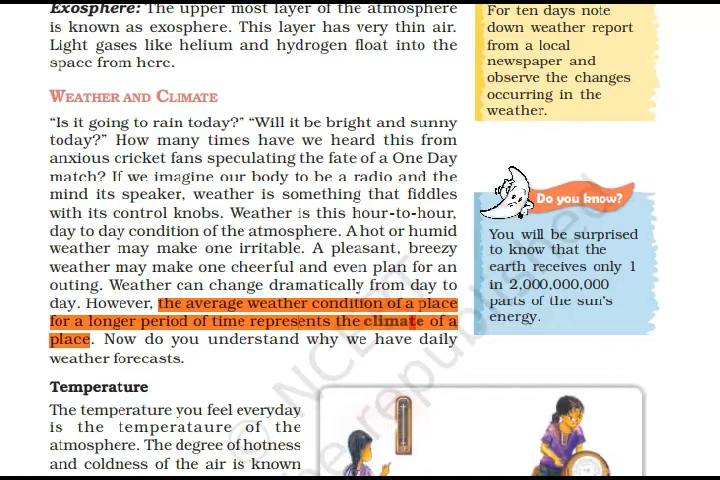 Exosphere: The upper most layer of the atmosphere
is known as exosphere. This layer has very thin air.
Light gases like helium and hydrogen float into the
space from here.
WEATHER AND CLIMATE
“Is it going to rain today?” “Will it be bright and sunny
today?” How many times have we heard this from
anxious cricket fans speculating the fate of a One Day
match? If we imagine our body to be a radio and the
mind its speaker, weather is something that fiddles
with its control knobs. Weather is this hour-to-hour,
day to day condition of the atmosphere. A hot or humid
weather may make one irritable. A pleasant, breezy
weather may make one cheerful and even plan for an
outing. Weather can change dramatically from day to
day. However, the average weather condition of a place
for a longer period of time represents the climate of a
place. Now do you understand why we have daily
weather forecasts.
Temperature
The temperature you feel everyday
is the temperataure of the
atmosphere. The degree of hotness
and coldness of the air is known
For ten days note
down weather report
from a local
newspaper and
observe the changes
occurring in the
weather.
Do you know?
You will be surprised
to know that the
earth receives only 1
in 2,000,000,000
parts of the sun’s
energy.
© NCERT
be republished